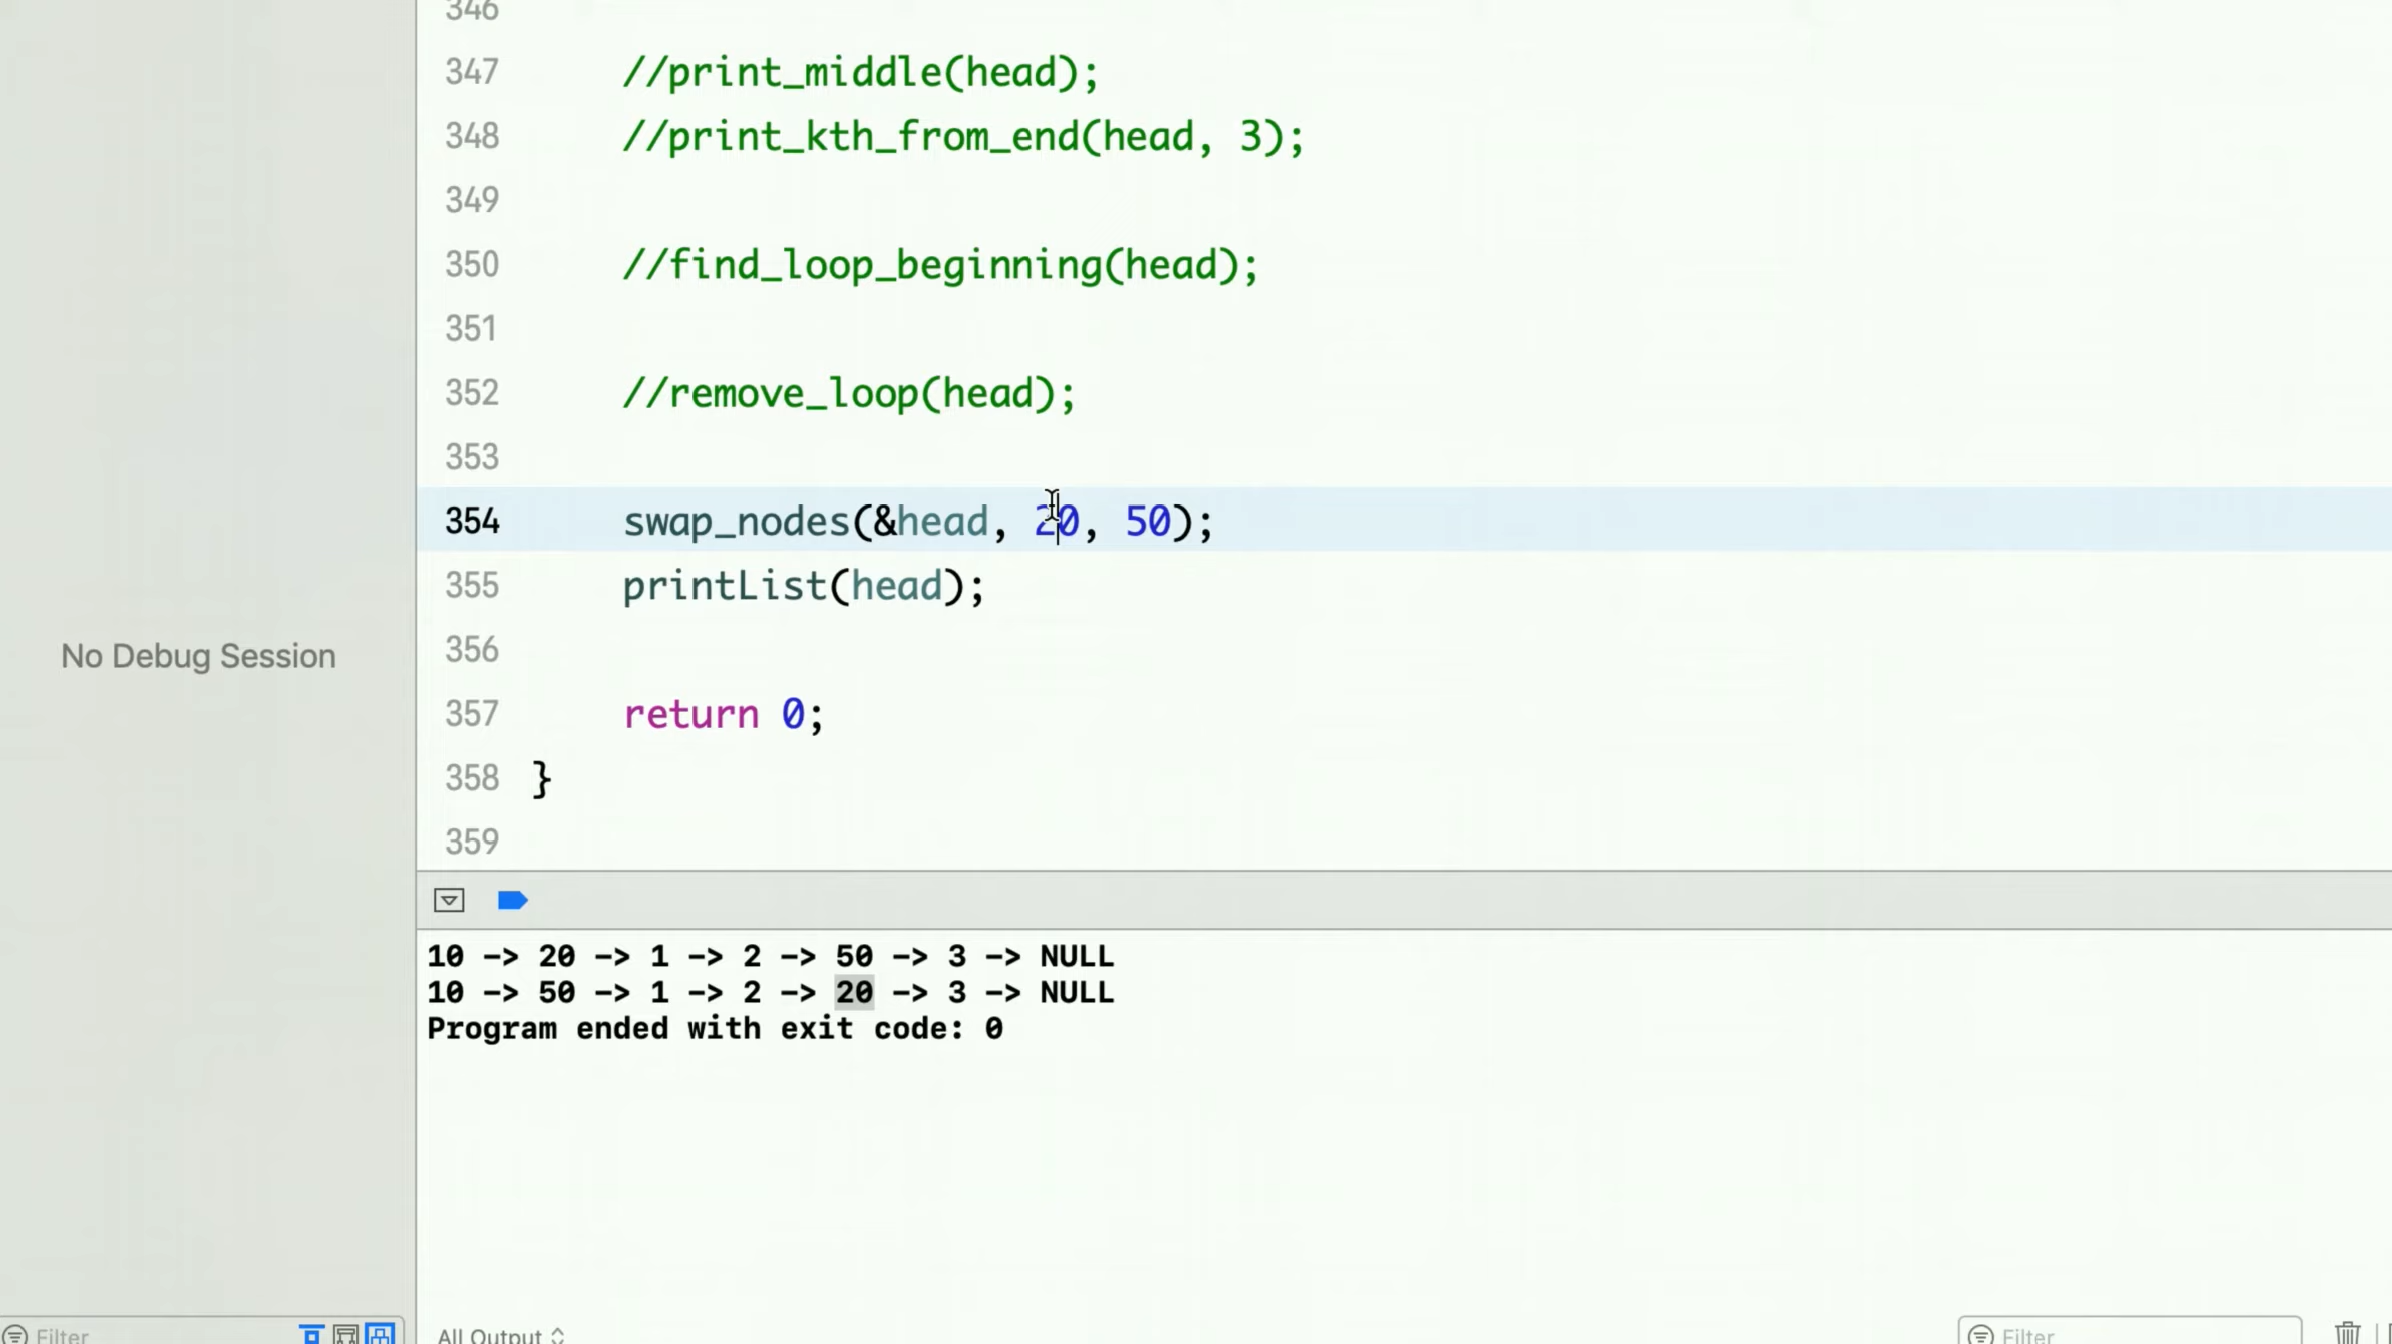 346
347 //print_middle(head);
348 //print_kth_from_end(head, 3);
349
350 //find_loop_beginning(head);
351
352 //remove_loop(head);
353
354 swap_nodes(&head, 20, 50);
355 printList(head);
356
357 return 0;
358 }
359
No Debug Session
10 -> 20 -> 1 -> 2 -> 50 -> 3 -> NULL
10 -> 50 -> 1 -> 2 -> 20 -> 3 -> NULL
Program ended with exit code: 0
Filter
All Output
Filter